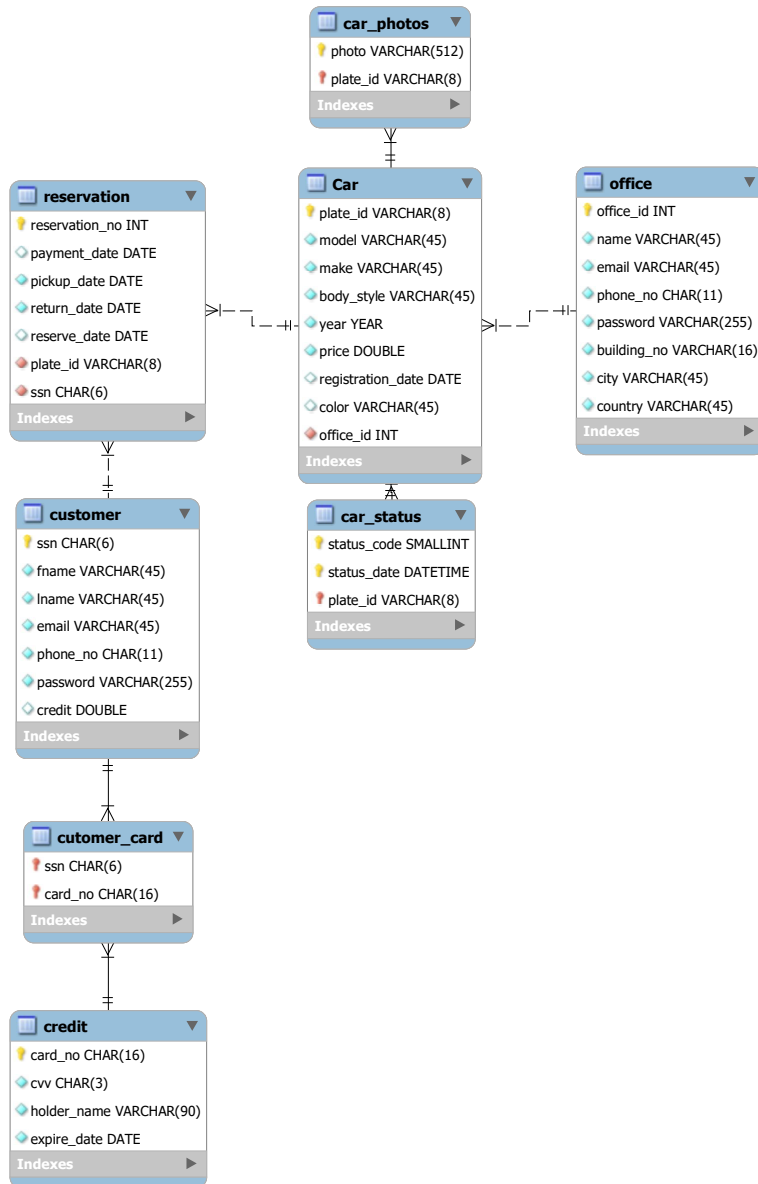 car_photos
photo VARCHAR(512)
plate_id VARCHAR(8)
Indexes
reservation
reservation_no INT
payment_date DATE
pickup_date DATE
return_date DATE
reserve_date DATE
plate_id VARCHAR(8)
ssn CHAR(6)
Indexes
Car
plate_id VARCHAR(8)
model VARCHAR(45)
make VARCHAR(45)
body_style VARCHAR(45)
year YEAR
price DOUBLE
registration_date DATE
color VARCHAR(45)
office_id INT
Indexes
office
office_id INT
name VARCHAR(45)
email VARCHAR(45)
phone_no CHAR(11)
password VARCHAR(255)
building_no VARCHAR(16)
city VARCHAR(45)
country VARCHAR(45)
Indexes
customer
ssn CHAR(6)
fname VARCHAR(45)
lname VARCHAR(45)
email VARCHAR(45)
phone_no CHAR(11)
password VARCHAR(255)
credit DOUBLE
Indexes
car_status
status_code SMALLINT
status_date DATETIME
plate_id VARCHAR(8)
Indexes
cutomer_card
ssn CHAR(6)
card_no CHAR(16)
Indexes
credit
card_no CHAR(16)
cvv CHAR(3)
holder_name VARCHAR(90)
expire_date DATE
Indexes